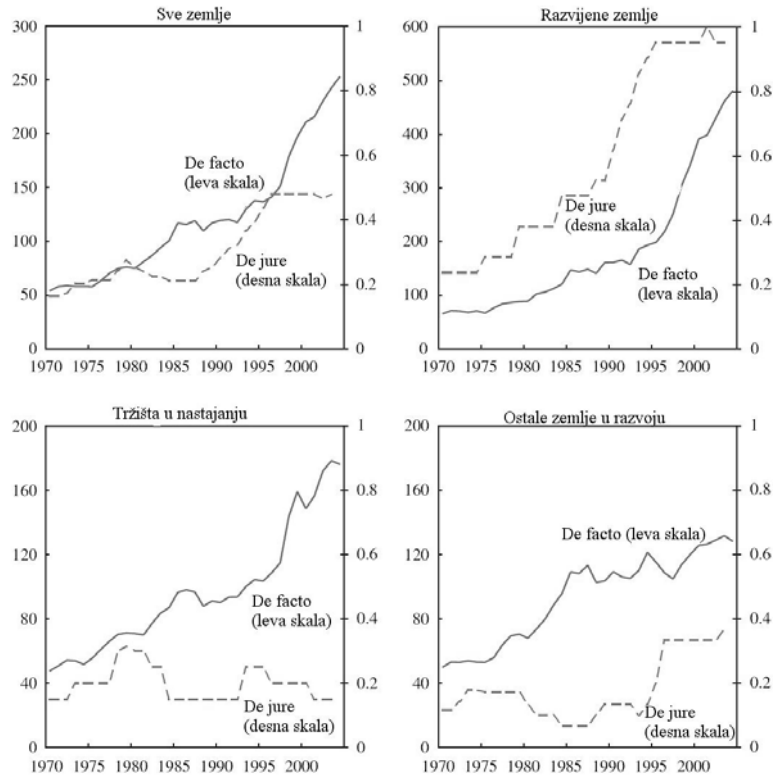 Sve zemlje
300
250
200
150
100
50
0
1
0.8
0.6
0.4
0.2
0
De facto
(leva skala)
De jure
(desna skala)
1970 1975 1980 1985 1990 1995 2000
Razvijene zemlje
600
500
400
300
200
100
0
1
0.8
0.6
0.4
0.2
0
De jure
(desna skala)
De facto
(leva skala)
1970 1975 1980 1985 1990 1995 2000
Tržišta u nastajanju
200
160
120
80
40
0
1
0.8
0.6
0.4
0.2
0
De facto
(leva skala)
De jure
(desna skala)
1970 1975 1980 1985 1990 1995 2000
Ostale zemlje u razvoju
200
160
120
80
40
0
1
0.8
0.6
0.4
0.2
0
De facto (leva skala)
De jure
(desna skala)
1970 1975 1980 1985 1990 1995 2000